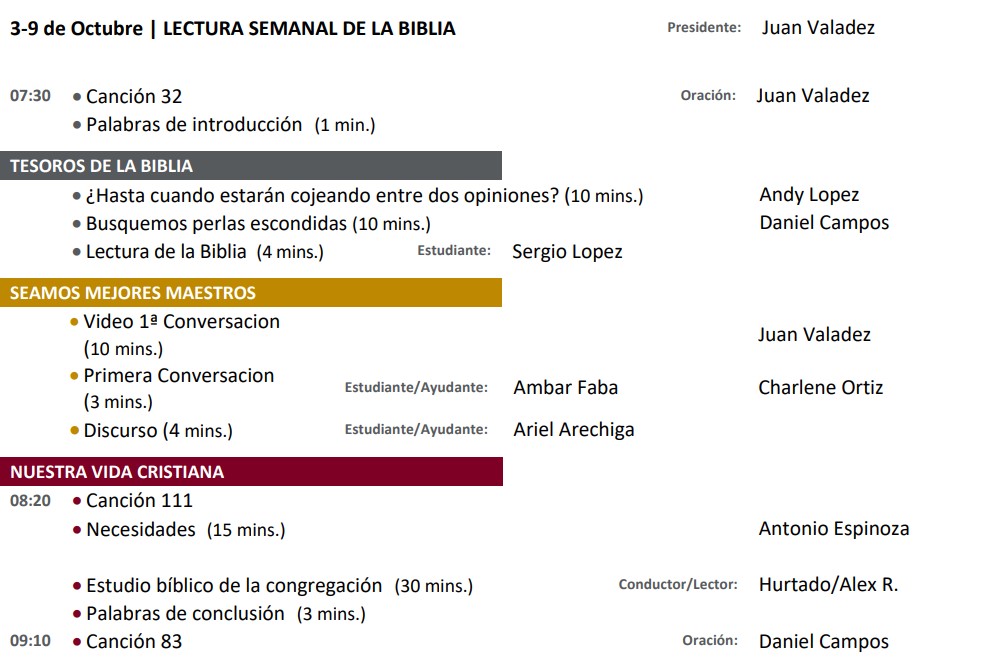 3-9 de Octubre | LECTURA SEMANAL DE LA BIBLIA Presidente: Juan Valadez
07:30 • Canción 32 Oración: Juan Valadez
• Palabras de introducción (1 min.)
TESOROS DE LA BIBLIA
• ¿Hasta cuando estarán cojeando entre dos opiniones? (10 mins.) Andy Lopez
• Busquemos perlas escondidas (10 mins.) Daniel Campos
• Lectura de la Biblia (4 mins.) Estudiante: Sergio Lopez
SEAMOS MEJORES MAESTROS
• Video 1ª Conversacion
(10 mins.) Juan Valadez
• Primera Conversacion
(3 mins.) Estudiante/Ayudante: Ambar Faba Charlene Ortiz
• Discurso (4 mins.) Estudiante/Ayudante: Ariel Arechiga
NUESTRA VIDA CRISTIANA
08:20 • Canción 111
• Necesidades (15 mins.) Antonio Espinoza
• Estudio bíblico de la congregación (30 mins.) Conductor/Lector: Hurtado/Alex R.
• Palabras de conclusión (3 mins.)
09:10 • Canción 83 Oración: Daniel Campos